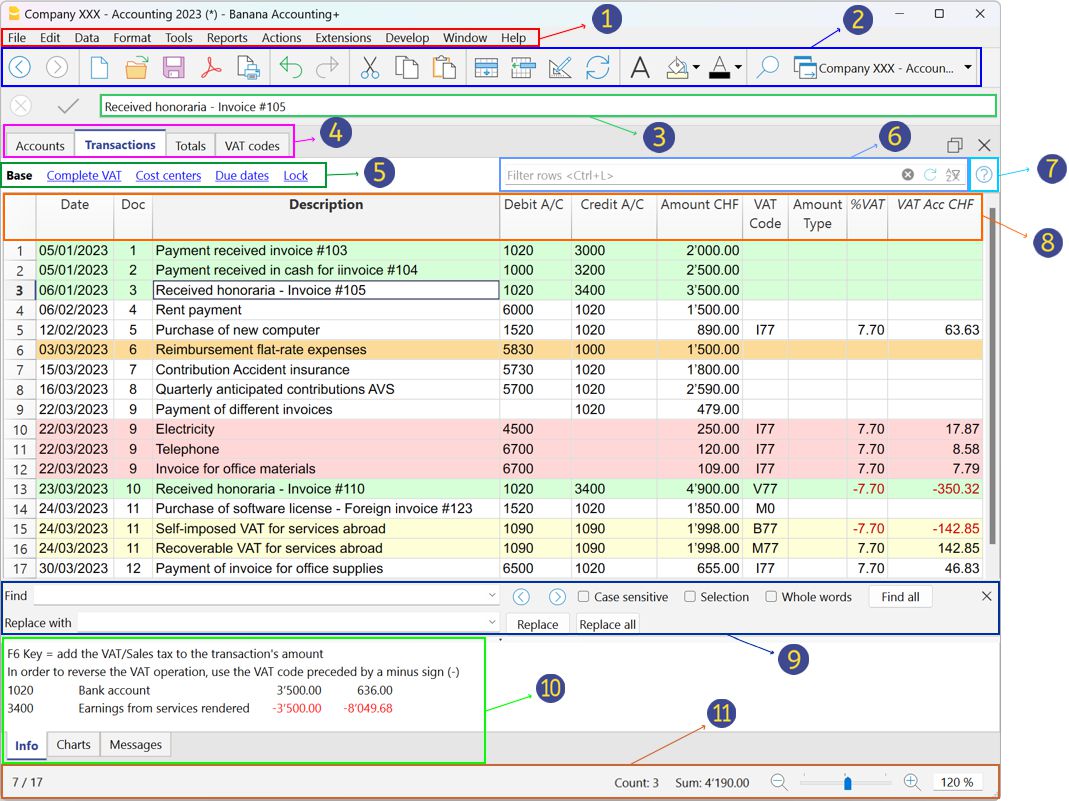 Company XXX - Accounting 2023 (*) - Banana Accounting+
1
2
File Edit Data Format Tools Reports Actions Extensions Develop Window Help
Company XXX - Accoun...
Received honoraria - Invoice #105
3
4
6
Accounts Transactions Totals VAT codes
Base Complete VAT Cost centers Due dates Lock
5
Filter rows <Ctrl+L>
7
Date Doc Description Debit A/C Credit A/C Amount CHF VAT Code Amount Type %VAT VAT Acc CHF
8
1 05/01/2023 1 Payment received invoice #103 1020 3000 2'000.00
2 05/01/2023 2 Payment received in cash for iinvoice #104 1000 3200 2'500.00
3 06/01/2023 3 Received honoraria - Invoice #105 1020 3400 3'500.00
4 06/02/2023 4 Rent payment 6000 1020 1'500.00
5 12/02/2023 5 Purchase of new computer 1520 1020 890.00 I77 7.70 63.63
6 03/03/2023 6 Reimbursement flat-rate expenses 5830 1000 1'500.00
7 15/03/2023 7 Contribution Accident insurance 5730 1020 1'800.00
8 16/03/2023 8 Quarterly anticipated contributions AVS 5700 1020 2'590.00
9 22/03/2023 9 Payment of different invoices 1020 479.00
10 22/03/2023 9 Electricity 4500 250.00 I77 7.70 17.87
11 22/03/2023 9 Telephone 6700 120.00 I77 7.70 8.58
12 22/03/2023 9 Invoice for office materials 6700 109.00 I77 7.70 7.79
13 23/03/2023 10 Received honoraria - Invoice #110 1020 3400 4'900.00 V77 -7.70 -350.32
14 24/03/2023 11 Purchase of software license - Foreign invoice #123 1520 1020 1'850.00 M0
15 24/03/2023 11 Self-imposed VAT for services abroad 1090 1090 1'998.00 B77 -7.70 -142.85
16 24/03/2023 11 Recoverable VAT for services abroad 1090 1090 1'998.00 M77 7.70 142.85
17 30/03/2023 12 Payment of invoice for office supplies 6500 1020 655.00 I77 7.70 46.83
Find Case sensitive Selection Whole words Find all
Replace with Replace Replace all
9
F6 Key = add the VAT/Sales tax to the transaction's amount
In order to reverse the VAT operation, use the VAT code preceded by a minus sign (-)
1020 Bank account 3'500.00 636.00
3400 Earnings from services rendered -3'500.00 -8'049.68
10
11
Info Charts Messages
7 / 17 Count: 3 Sum: 4'190.00 120 %